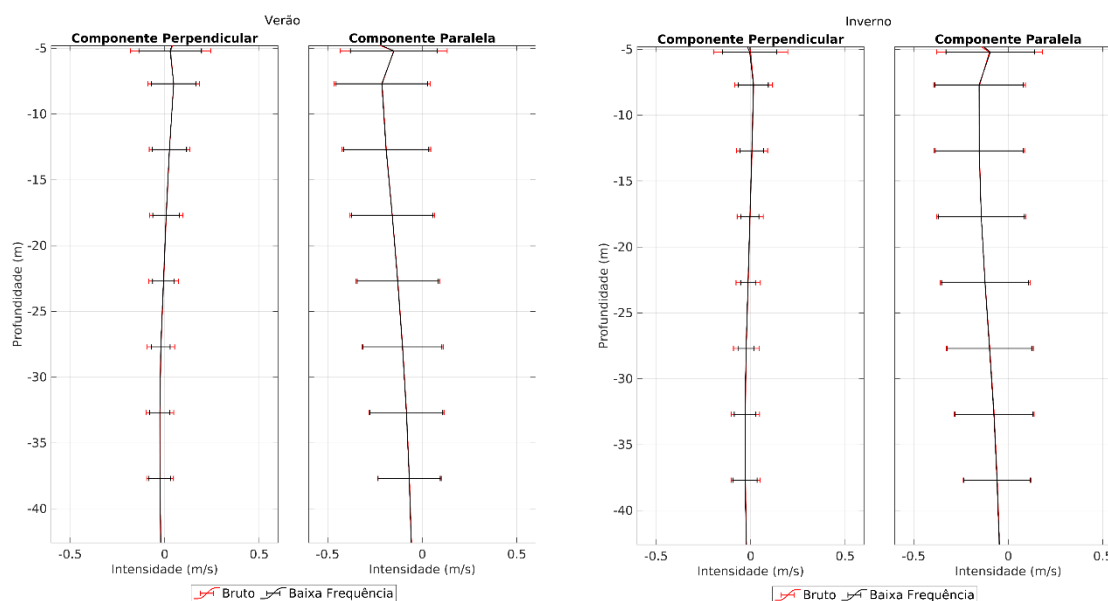 Verão
Componente Perpendicular
Componente Paralela
-5
-10
-15
-20
-25
-30
-35
-40
Profundidade (m)
-0.5
0
0.5
-0.5
0
0.5
Intensidade (m/s)
Intensidade (m/s)
Bruto
Baixa Frequência
Inverno
Componente Perpendicular
Componente Paralela
-5
-10
-15
-20
-25
-30
-35
-40
Profundidade (m)
-0.5
0
0.5
-0.5
0
0.5
Intensidade (m/s)
Intensidade (m/s)
Bruto
Baixa Frequência